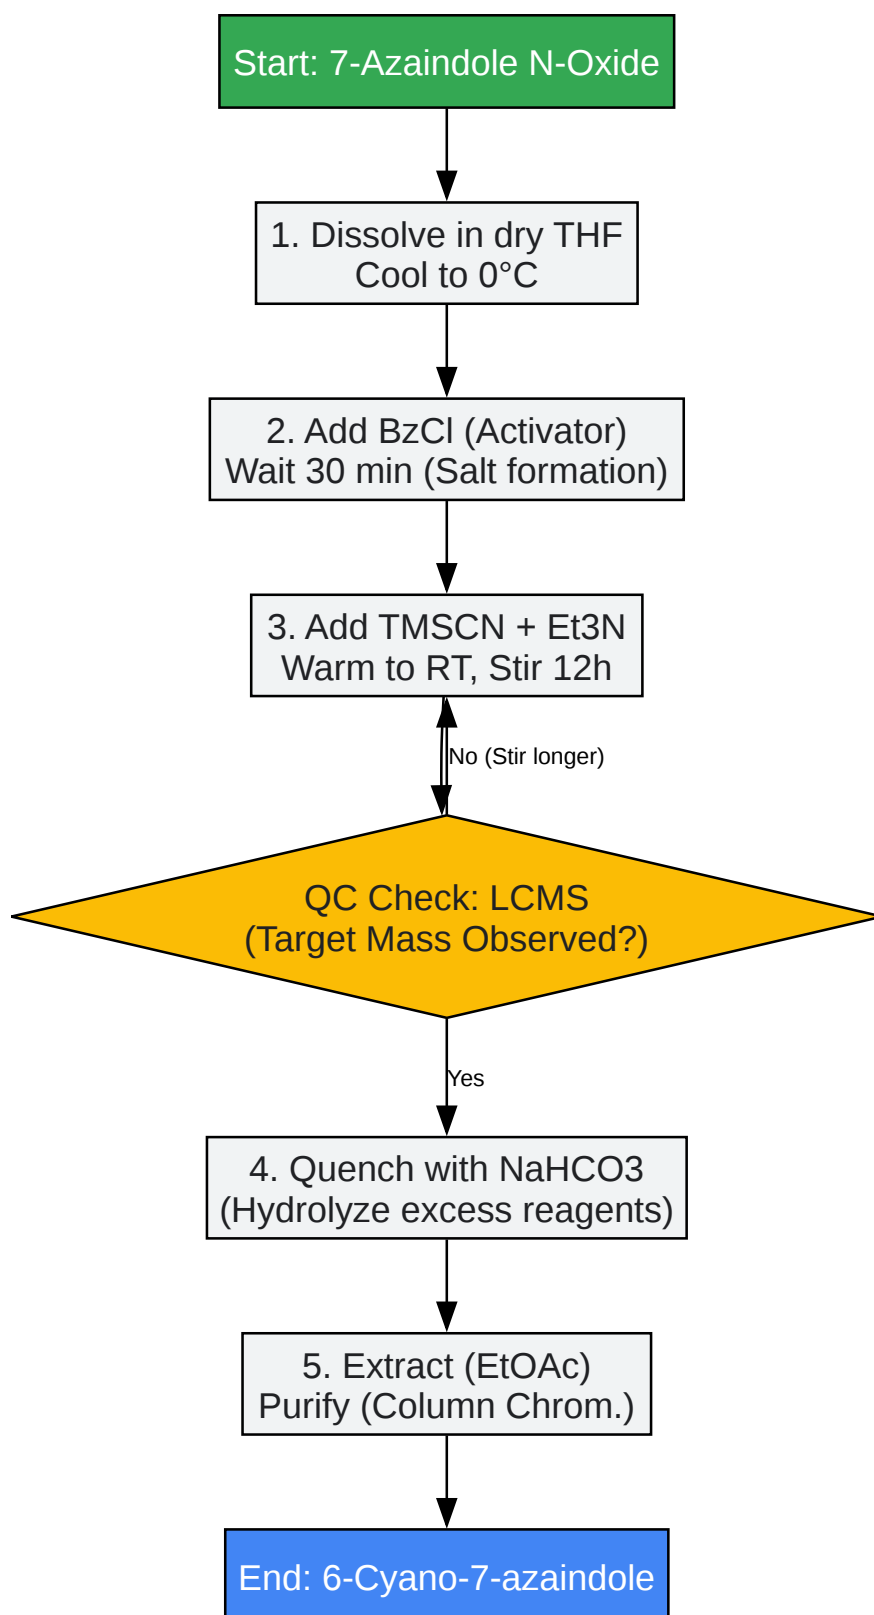 Start: 7-Azaindole N-Oxide
1. Dissolve in dry THF
Cool to 0°C
2. Add BzCl (Activator)
Wait 30 min (Salt formation)
3. Add TMSCN + Et3N
Warm to RT, Stir 12h
No (Stir longer)
QC Check: LCMS
(Target Mass Observed?)
Yes
4. Quench with NaHCO3
(Hydrolyze excess reagents)
5. Extract (EtOAc)
Purify (Column Chrom.)
End: 6-Cyano-7-azaindole